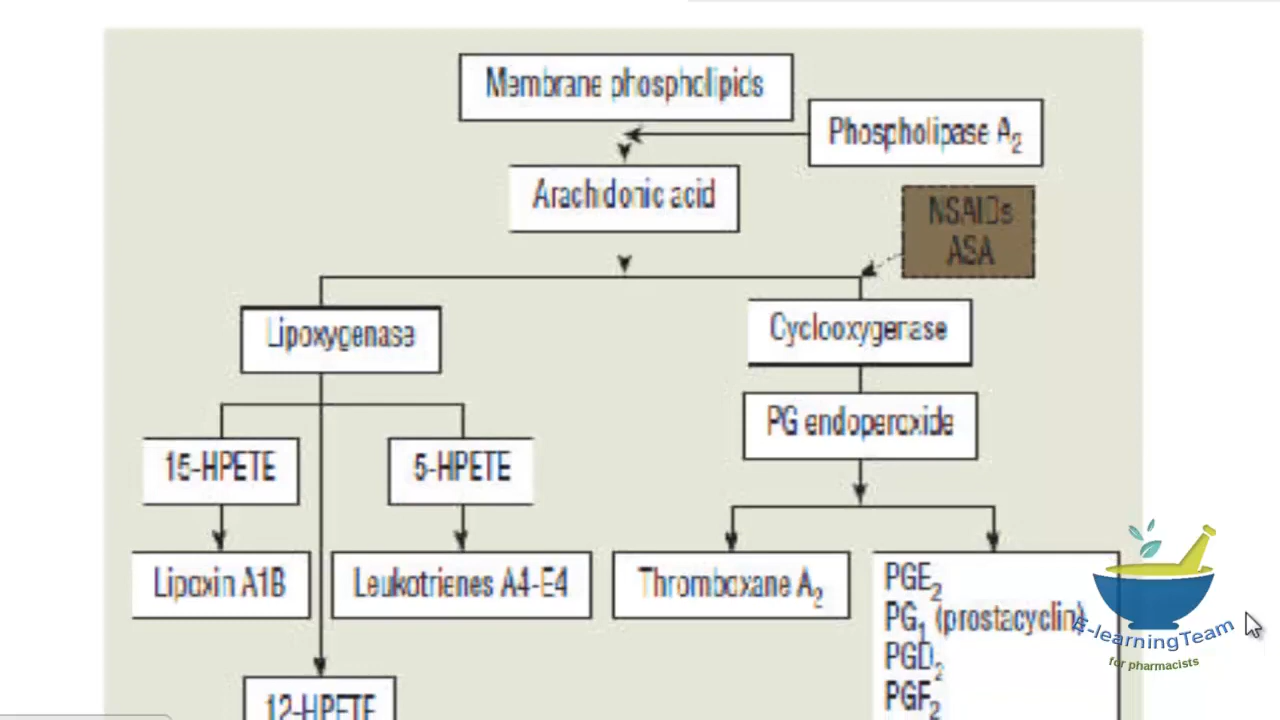 Membrane phospholipids
Phospholipase A₂
Arachidonic acid
NSAIDs
ASA
Lipoxygenase
Cyclooxygenase
PG endoperoxide
15-HPETE
5-HPETE
Lipoxin A1B
Leukotrienes A4-E4
Thromboxane A₂
PGE₂
PG₁ (prostacyclin)
PGD₂
PGF₂
12-HPETE
E-learningTeam
for pharmacists